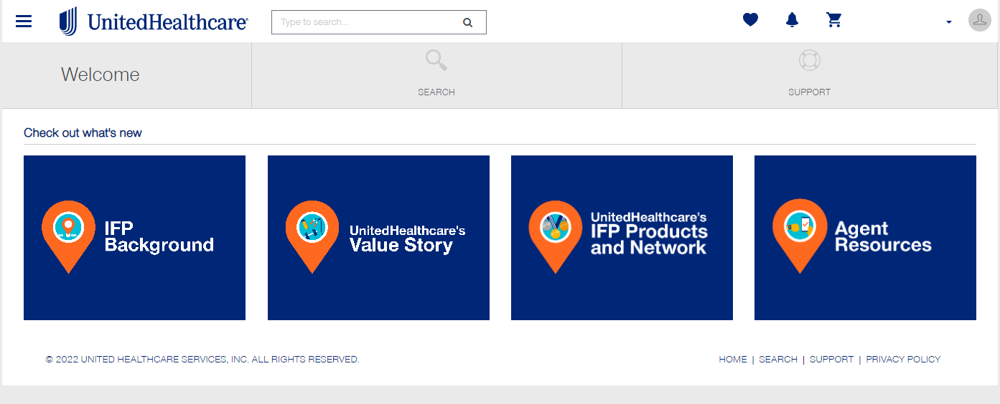 UnitedHealthcare®
Type to search...
Welcome
SEARCH
SUPPORT
Check out what's new
IFP
Background
UnitedHealthcare's
Value Story
UnitedHealthcare's
IFP Products
and Network
Agent
Resources
© 2022 UNITED HEALTHCARE SERVICES, INC. ALL RIGHTS RESERVED.
HOME | SEARCH | SUPPORT | PRIVACY POLICY